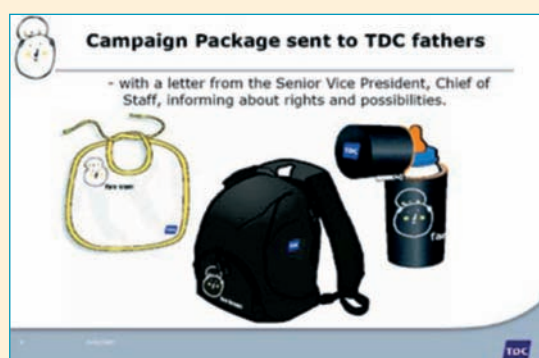 Campaign Package sent to TDC fathers
- with a letter from the Senior Vice President, Chief of
Staff, informing about rights and possibilities.
TDC
TDC
TDC
TDC